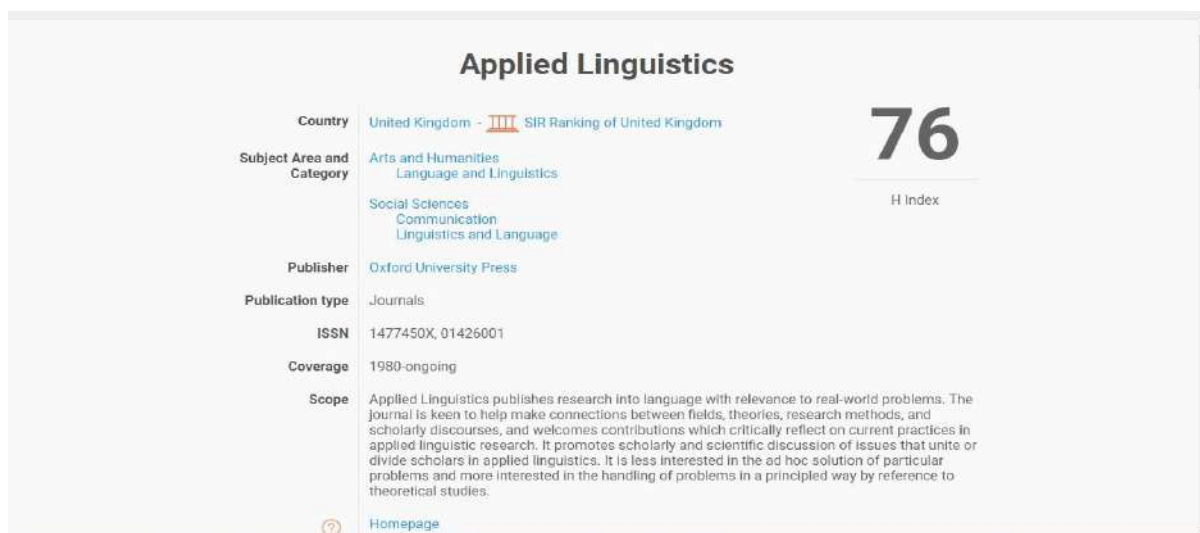 Applied Linguistics
Country United Kingdom - SIR Ranking of United Kingdom
76
H Index
Subject Area and Category
Arts and Humanities
Language and Linguistics
Social Sciences
Communication
Linguistics and Language
Publisher Oxford University Press
Publication type Journals
ISSN 1477450X, 01426001
Coverage 1980-ongoing
Scope Applied Linguistics publishes research into language with relevance to real-world problems. The
journal is keen to help make connections between fields, theories, research methods, and
scholarly discourses, and welcomes contributions which critically reflect on current practices in
applied linguistic research. It promotes scholarly and scientific discussion of issues that unite or
divide scholars in applied linguistics. It is less interested in the ad hoc solution of particular
problems and more interested in the handling of problems in a principled way by reference to
theoretical studies.
? Homepage